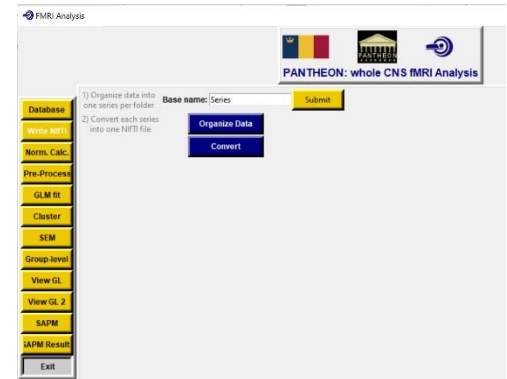 FMRI Analysis
PANTHEON
PANTHEON: whole CNS fMRI Analysis
1) Organize data into
one series per folder
Base name: Series
Submit
2) Convert each series
into one NIfTI file
Organize Data
Convert
Database
Write NIfTI
Norm. Calc.
Pre-Process
GLM fit
Cluster
SEM
Group-level
View GL
View GL 2
SAPM
SAPM Result
Exit